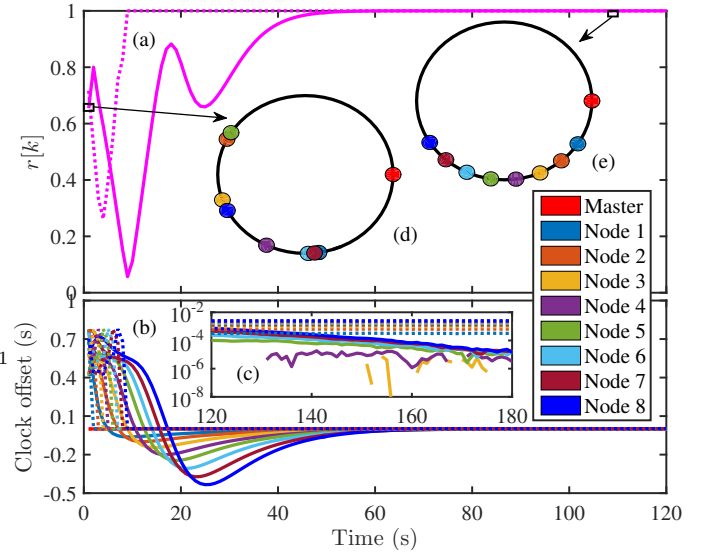 1
(a)
0.8
0.6
0.4
0.2
0
r[k]
(d)
(e)
Master
Node 1
Node 2
Node 3
Node 4
Node 5
Node 6
Node 7
Node 8
1
0.7
0.4
0.1
-0.2
-0.5
1
Clock offset (s)
(b)
10^-2
10^-4
10^-6
10^-8
(c)
120 140 160 180
0 20 40 60 80 100 120
Time (s)